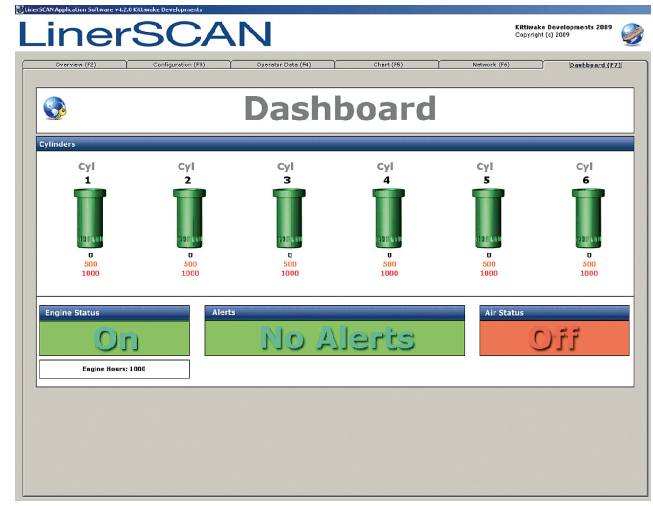 LinerSCAN Application Software v4.2.0 Kittiwake Developments
LinerSCAN
Kittiwake Developments 2009
Copyright (c) 2009
Overview (F2) Configuration (F3) Operator Data (F4) Chart (F5) Network (F6) Dashboard (F7)
Dashboard
Cylinders
Cyl Cyl Cyl Cyl Cyl Cyl
1 2 3 4 5 6
0 0 0 0 0 0
500 500 500 500 500 500
1000 1000 1000 1000 1000 1000
Engine Status Alerts Air Status
On No Alerts Off
Engine Hours: 1000